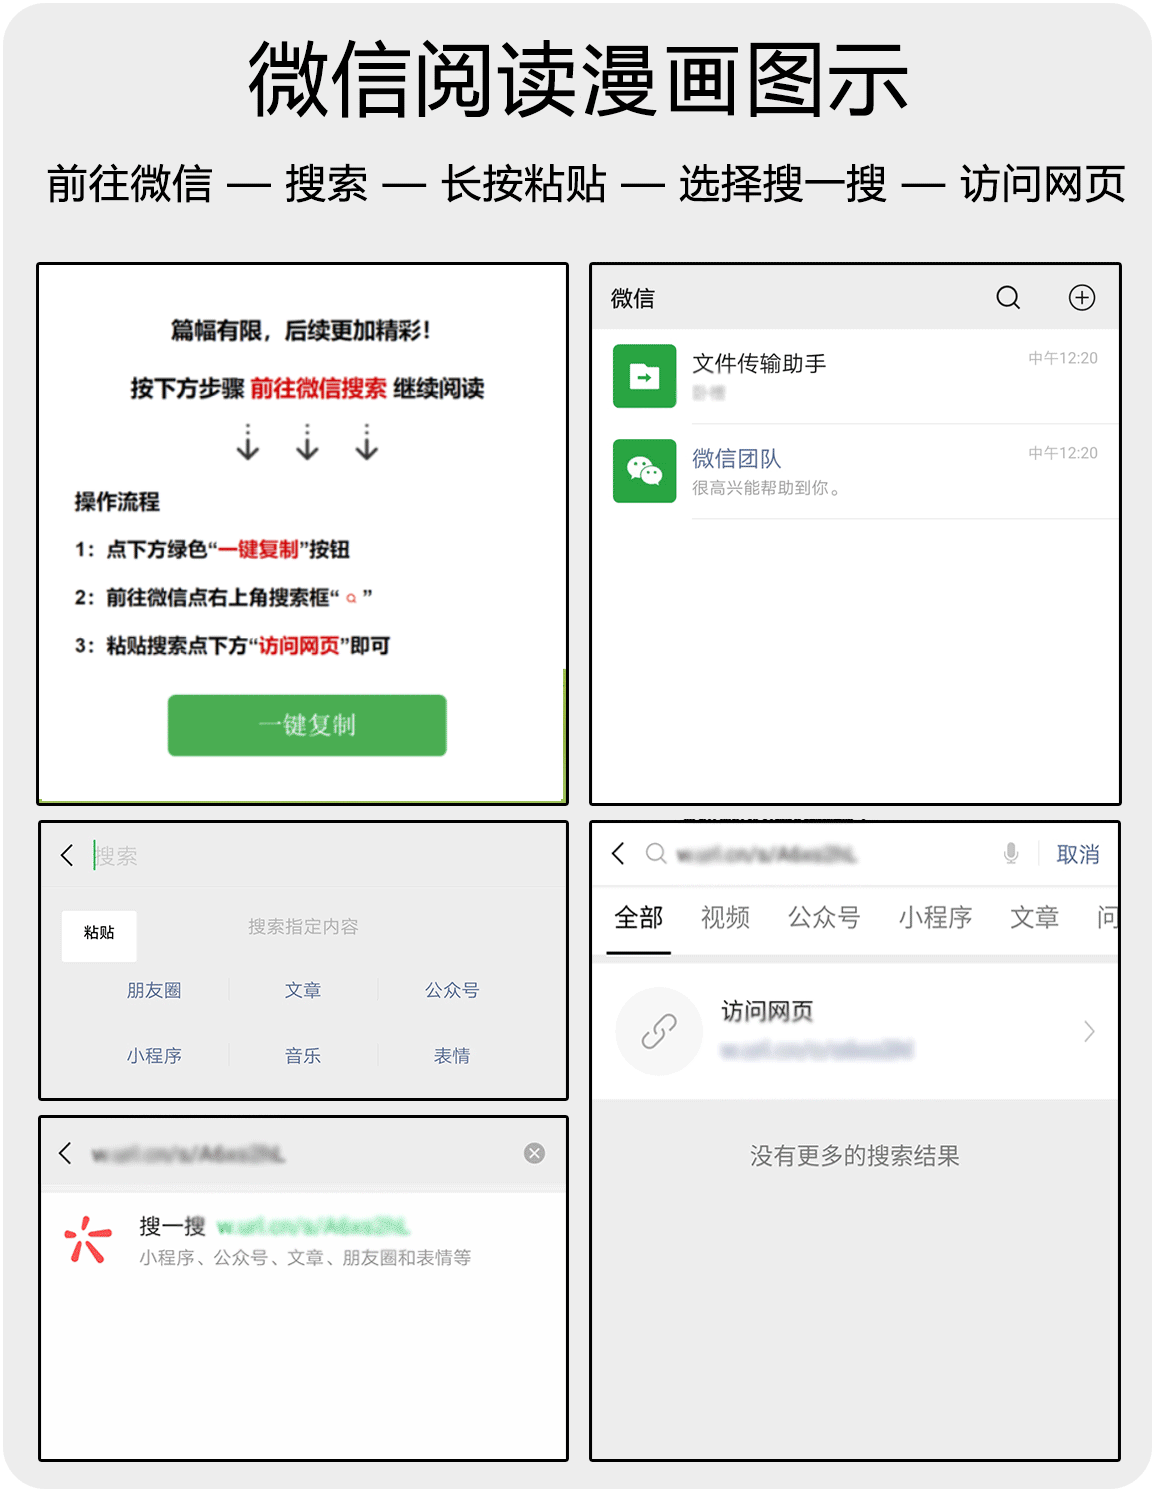 微信阅读漫画图示
前往微信 — 搜索 — 长按粘贴 — 选择搜一搜 — 访问网页
篇幅有限，后续更加精彩！
按下方步骤 前往微信搜索 继续阅读
操作流程
1：点下方绿色“一键复制”按钮
2：前往微信点右上角搜索框“ ”
3：粘贴搜索点下方“访问网页”即可
一键复制
微信
文件传输助手
中午12:20
微信团队
中午12:20
很高兴能帮助到你。
搜索
粘贴
搜索指定内容
朋友圈 文章 公众号
小程序 音乐 表情
搜一搜
小程序、公众号、文章、朋友圈和表情等
取消
全部 视频 公众号 小程序 文章 问
访问网页
没有更多的搜索结果